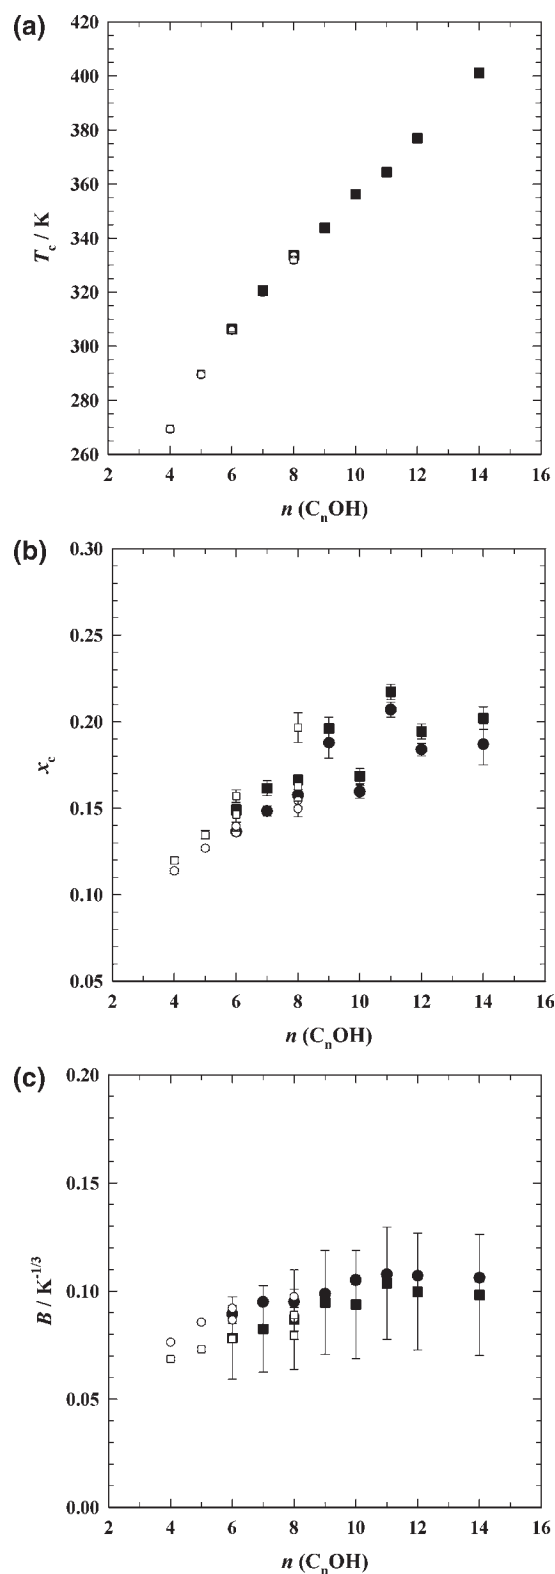 (a)
420
400
380
360
340
320
300
280
260
T_c / K
2 4 6 8 10 12 14 16
n (C_nOH)
(b)
0.30
0.25
0.20
0.15
0.10
0.05
x_c
2 4 6 8 10 12 14 16
n (C_nOH)
(c)
0.20
0.15
0.10
0.05
0.00
B / K^{-1/3}
2 4 6 8 10 12 14 16
n (C_nOH)